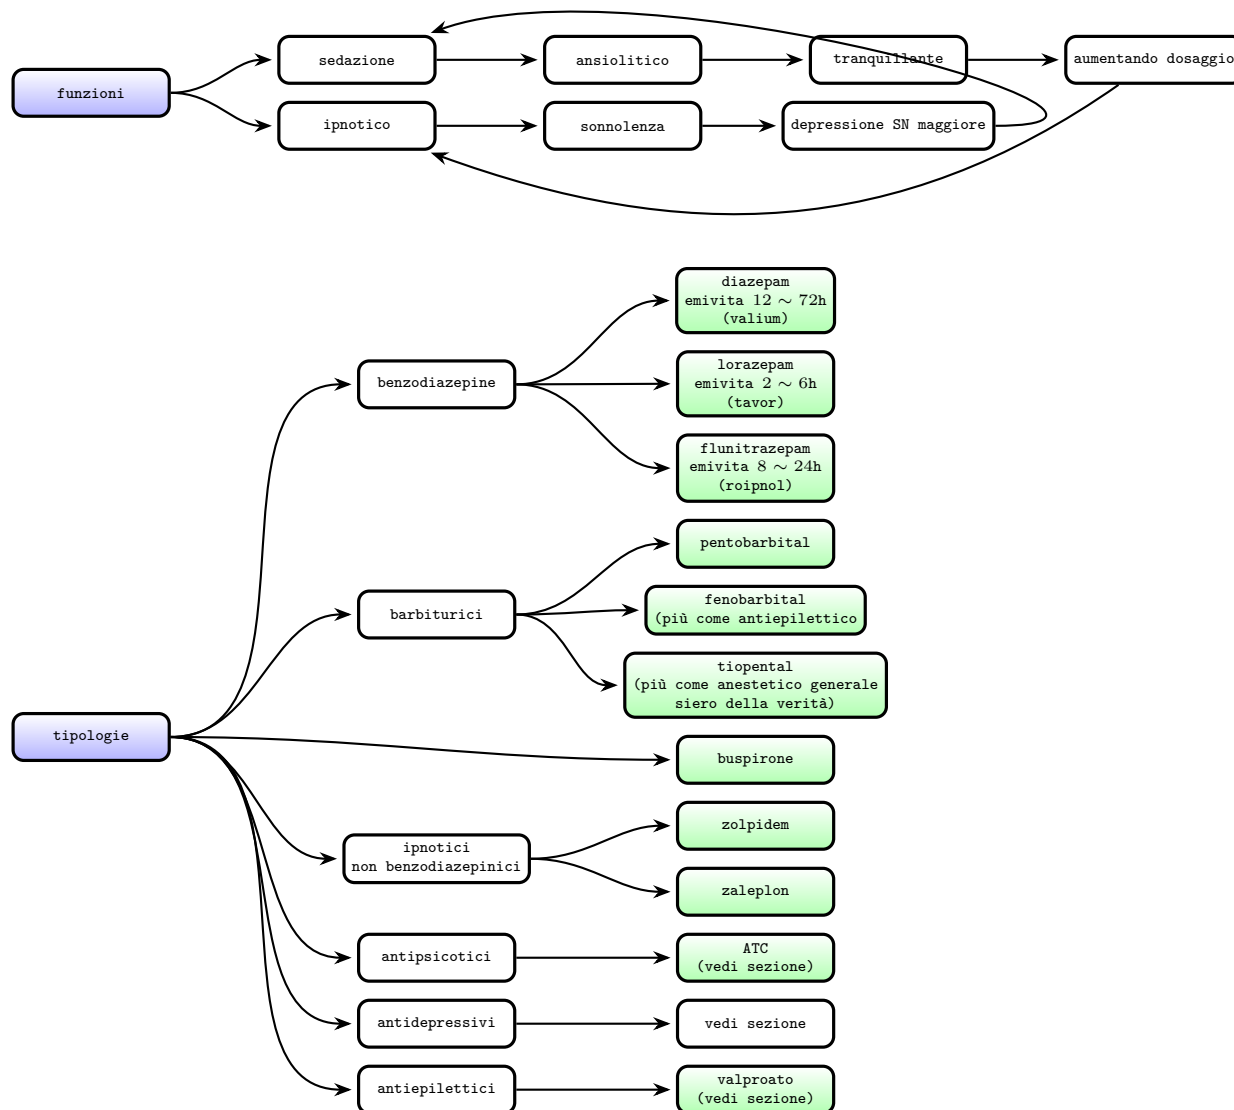 funzioni
sedazione
ansiolitico
tranquillante
aumentando dosaggio
ipnotico
sonnolenza
depressione SN maggiore
tipologie
benzodiazepine
diazepam
emivita 12 ∼ 72h
(valium)
lorazepam
emivita 2 ∼ 6h
(tavor)
flunitrazepam
emivita 8 ∼ 24h
(roipnol)
barbiturici
pentobarbital
fenobarbital
(più come antiepilettico
tiopental
(più come anestetico generale
siero della verità)
buspirone
ipnotici
non benzodiazepinici
zolpidem
zaleplon
antipsicotici
ATC
(vedi sezione)
antidepressivi
vedi sezione
antiepilettici
valproato
(vedi sezione)